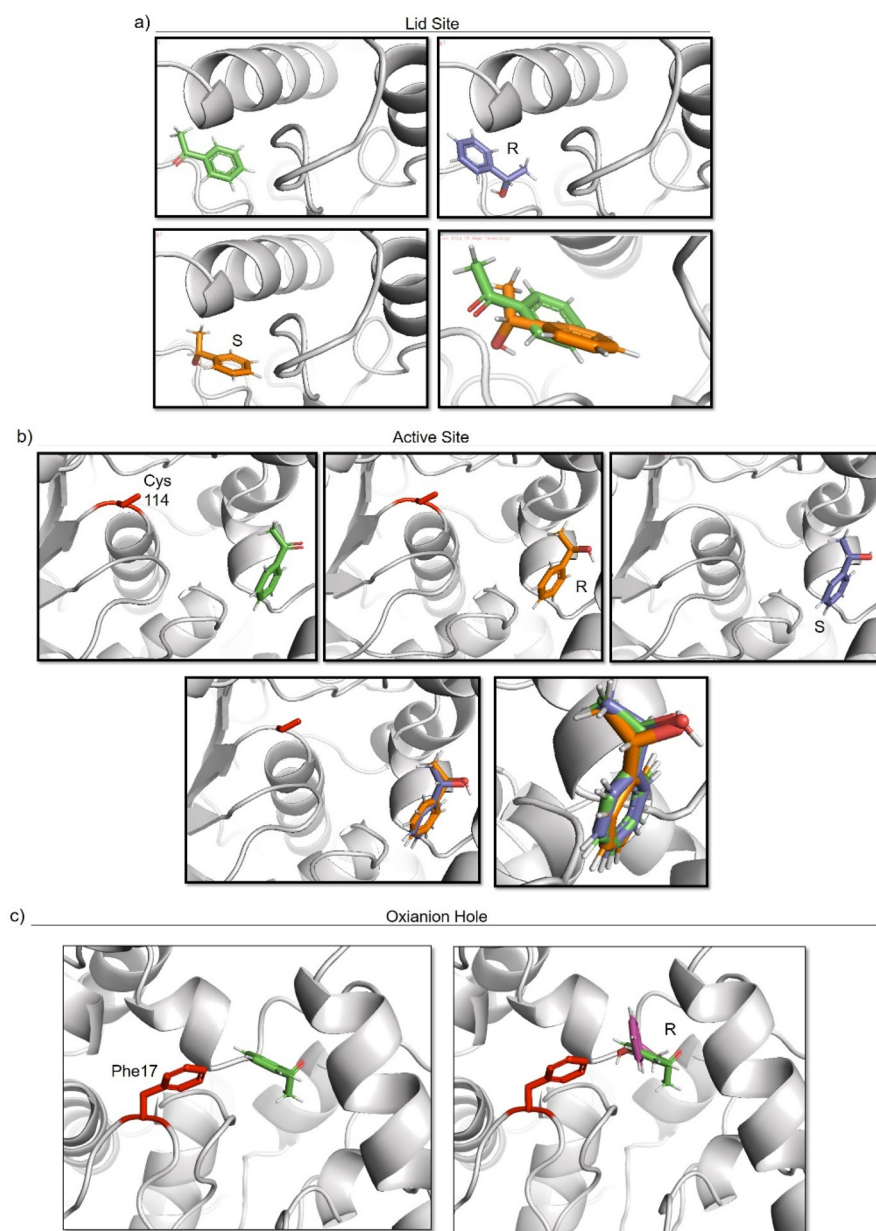 a)
Lid Site
R
S
b)
Active Site
Cys
114
R
S
c)
Oxianion Hole
Phe17
R